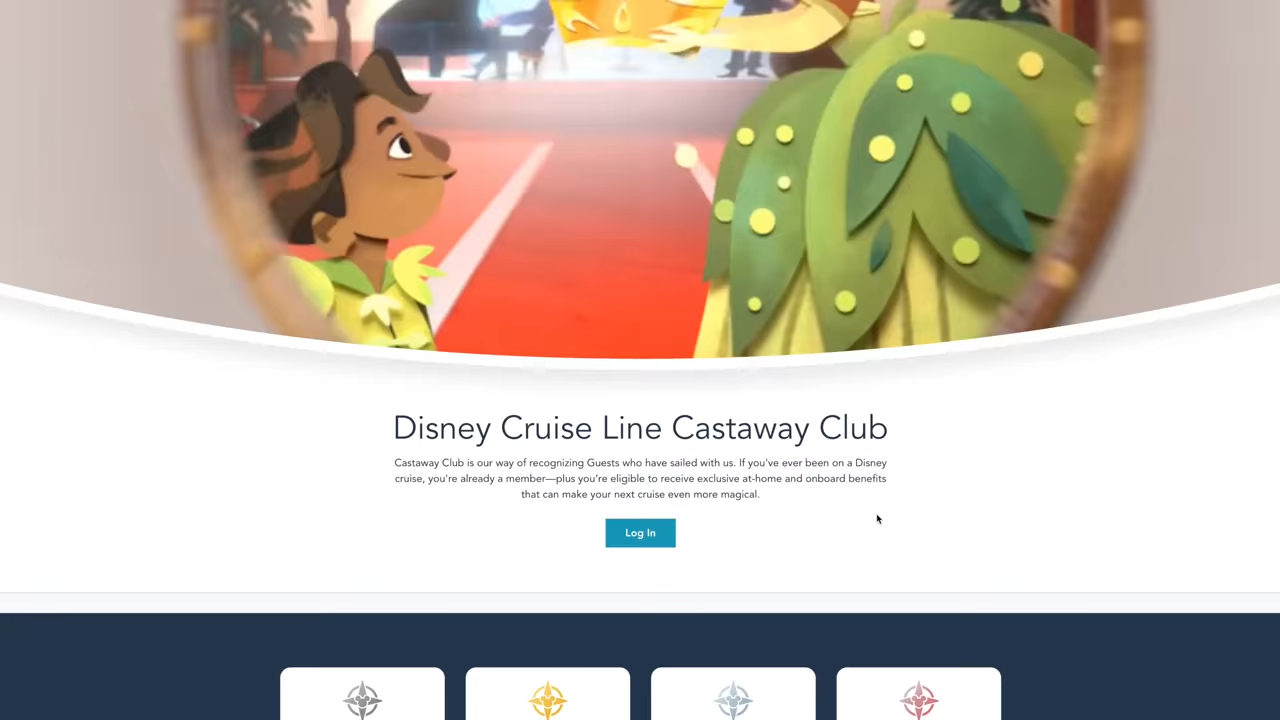 Disney Cruise Line Castaway Club
Castaway Club is our way of recognizing Guests who have sailed with us. If you've ever been on a Disney
cruise, you're already a member—plus you're eligible to receive exclusive at-home and onboard benefits
that can make your next cruise even more magical.
Log In